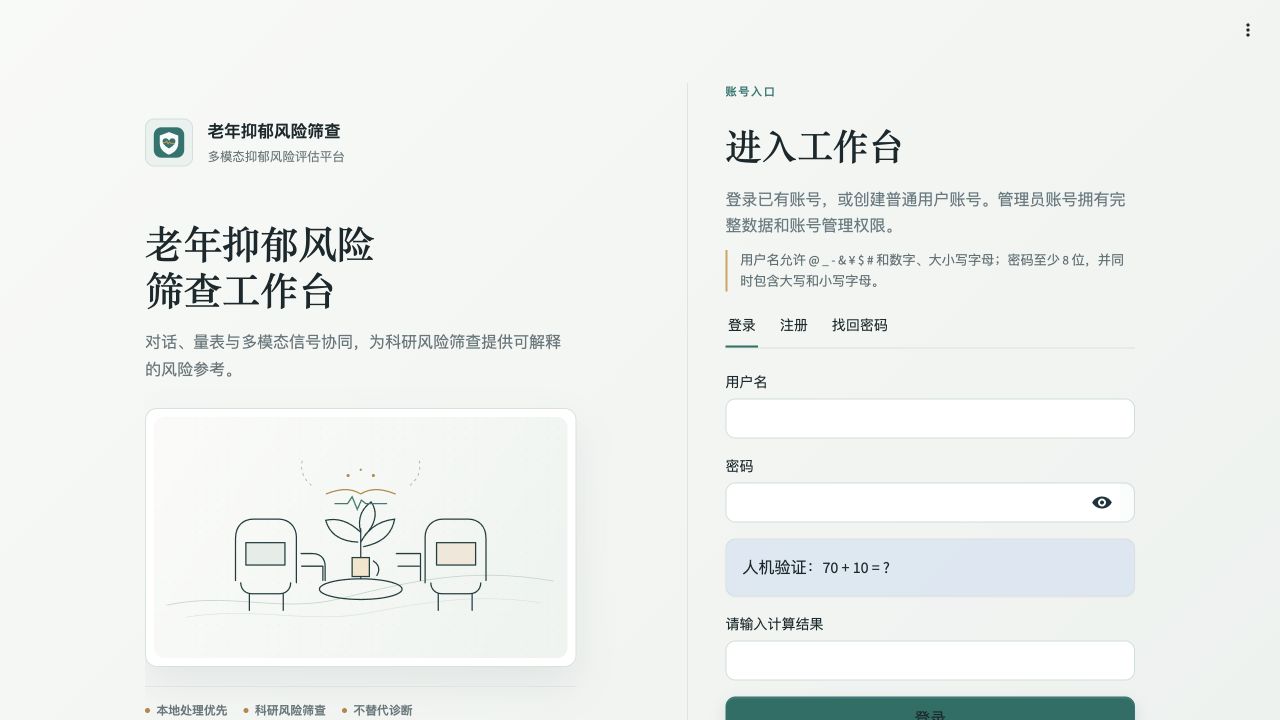 老年抑郁风险筛查
多模态抑郁风险评估平台
老年抑郁风险
筛查工作台
对话、量表与多模态信号协同，为科研风险筛查提供可解释
的风险参考。
本地处理优先
科研风险筛查
不替代诊断
账号入口
进入工作台
登录已有账号，或创建普通用户账号。管理员账号拥有完
整数据和账号管理权限。
用户名允许 @ _ - & ¥ $ # 和数字、大小写字母；密码至少 8 位，并同
时包含大写和小写字母。
登录 注册 找回密码
用户名
密码
人机验证：70 + 10 = ?
请输入计算结果
登录